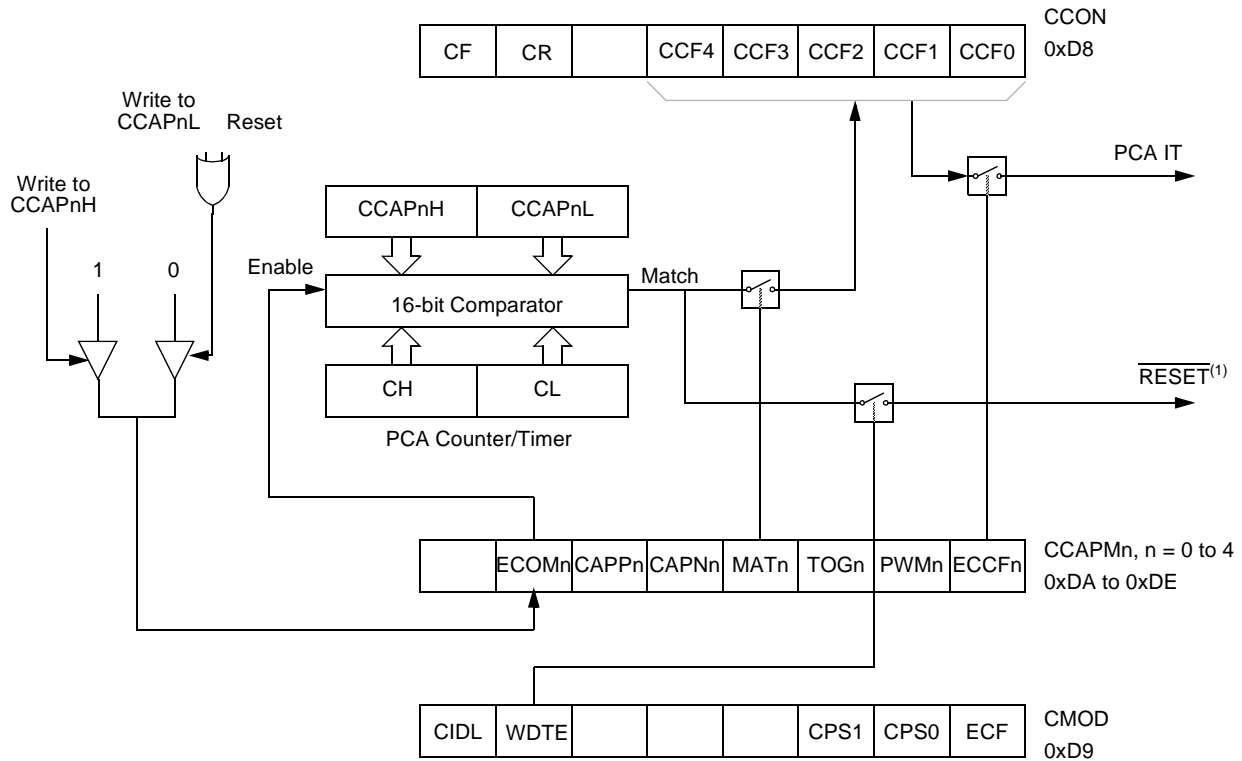 CCON
0xD8
CF CR CCF4 CCF3 CCF2 CCF1 CCF0
Write to
CCAPnL
Reset
Write to
CCAPnH
PCA IT
CCAPnH CCAPnL
Enable
1 0
Match
16-bit Comparator
CH CL
PCA Counter/Timer
RESET(1)
ECOMn CAPPn CAPNn MATn TOGn PWMn ECCFn
CCAPMn, n = 0 to 4
0xDA to 0xDE
CIDL WDTE CPS1 CPS0 ECF
CMOD
0xD9